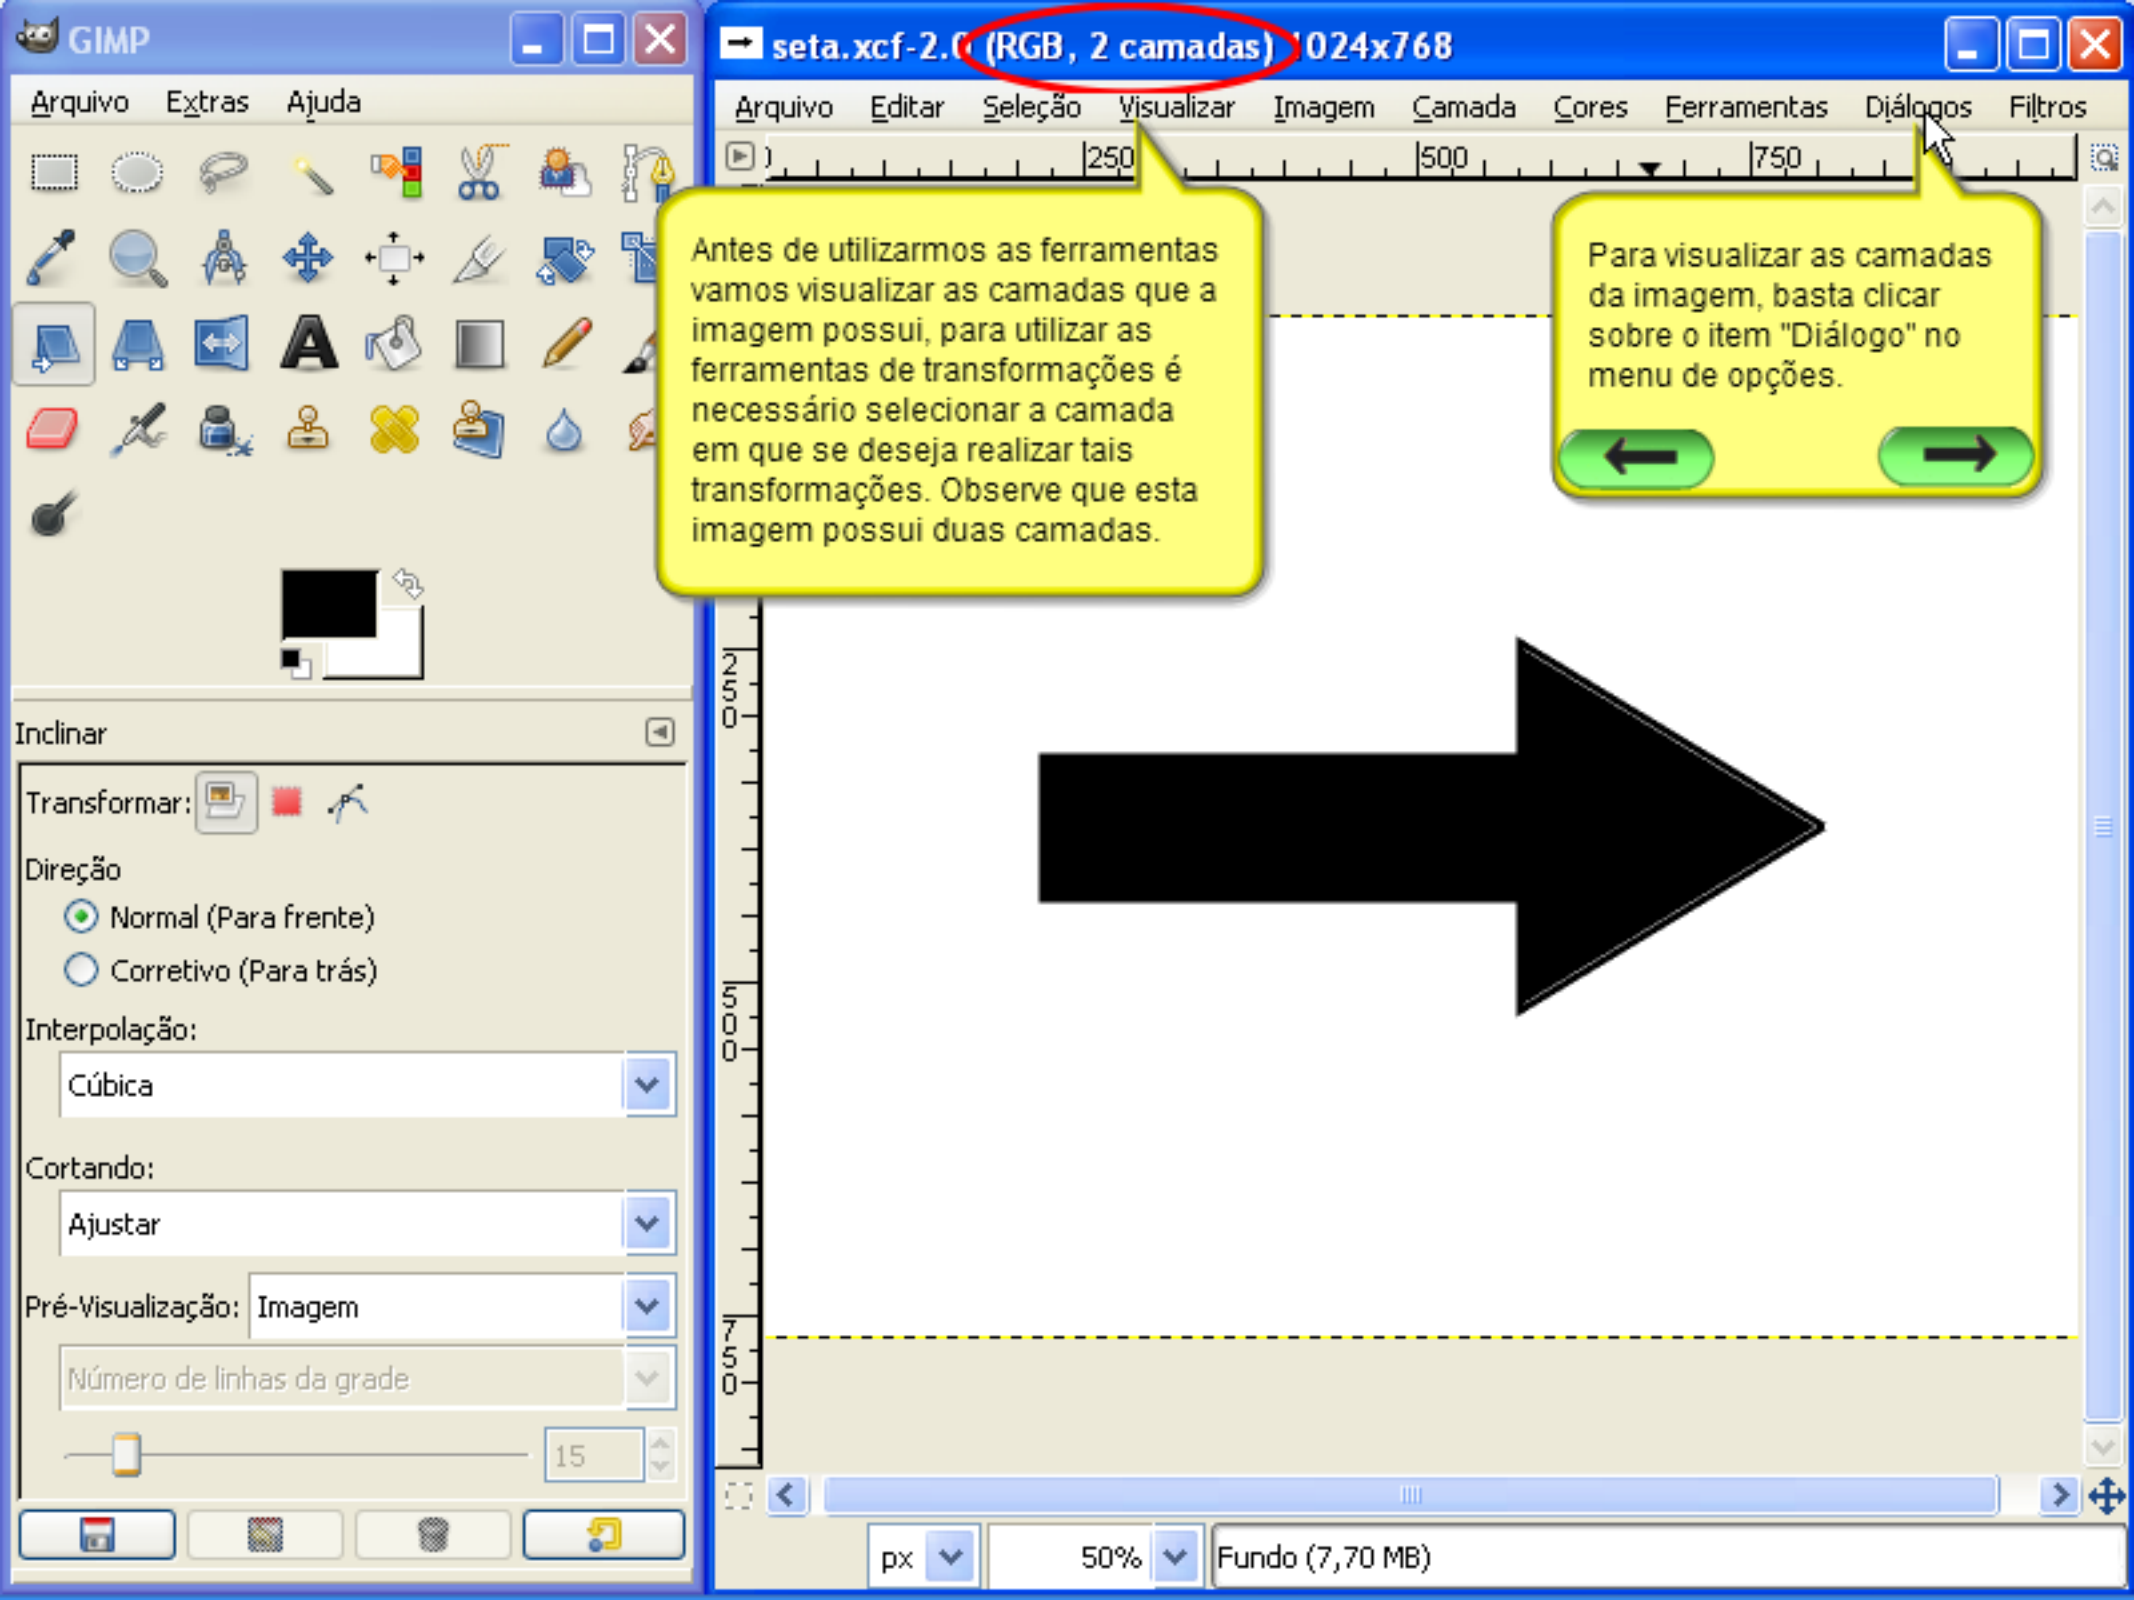 GIMP
Arquivo Extras Ajuda
Inclinar
Transformar:
Direção
Normal (Para frente)
Corretivo (Para trás)
Interpolação:
Cúbica
Cortando:
Ajustar
Pré-Visualização: Imagem
Número de linhas da grade
15
seta.xcf-2.0 (RGB, 2 camadas) 1024x768
Arquivo Editar Seleção Visualizar Imagem Camada Cores Ferramentas Diálogos Filtros
250 500 750
Antes de utilizarmos as ferramentas
vamos visualizar as camadas que a
imagem possui, para utilizar as
ferramentas de transformações é
necessário selecionar a camada
em que se deseja realizar tais
transformações. Observe que esta
imagem possui duas camadas.
Para visualizar as camadas
da imagem, basta clicar
sobre o item "Diálogo" no
menu de opções.
250
500
750
px 50% Fundo (7,70 MB)